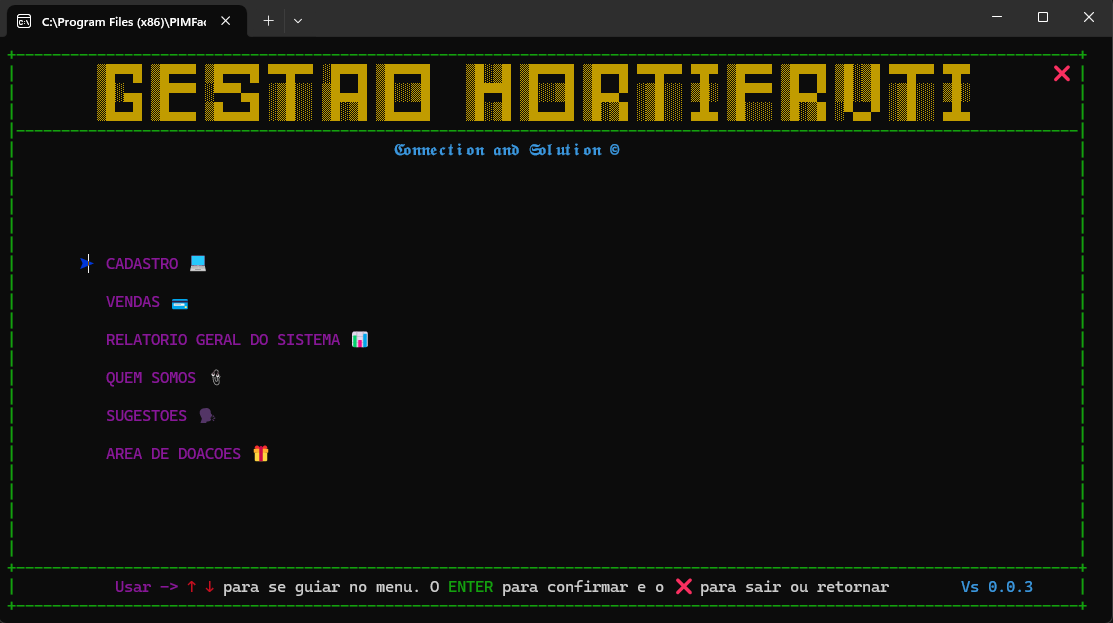 C:\Program Files (x86)\PIMFac
GESTAO HORTIFRUTI
❌
Connection and Solution ©
➤ CADASTRO 💻
VENDAS 💳
RELATORIO GERAL DO SISTEMA 📊
QUEM SOMOS 🖇
SUGESTOES 🗣
AREA DE DOACOES 🎁
Usar —> ↑ ↓ para se guiar no menu. O ENTER para confirmar e o ❌ para sair ou retornar Vs 0.0.3